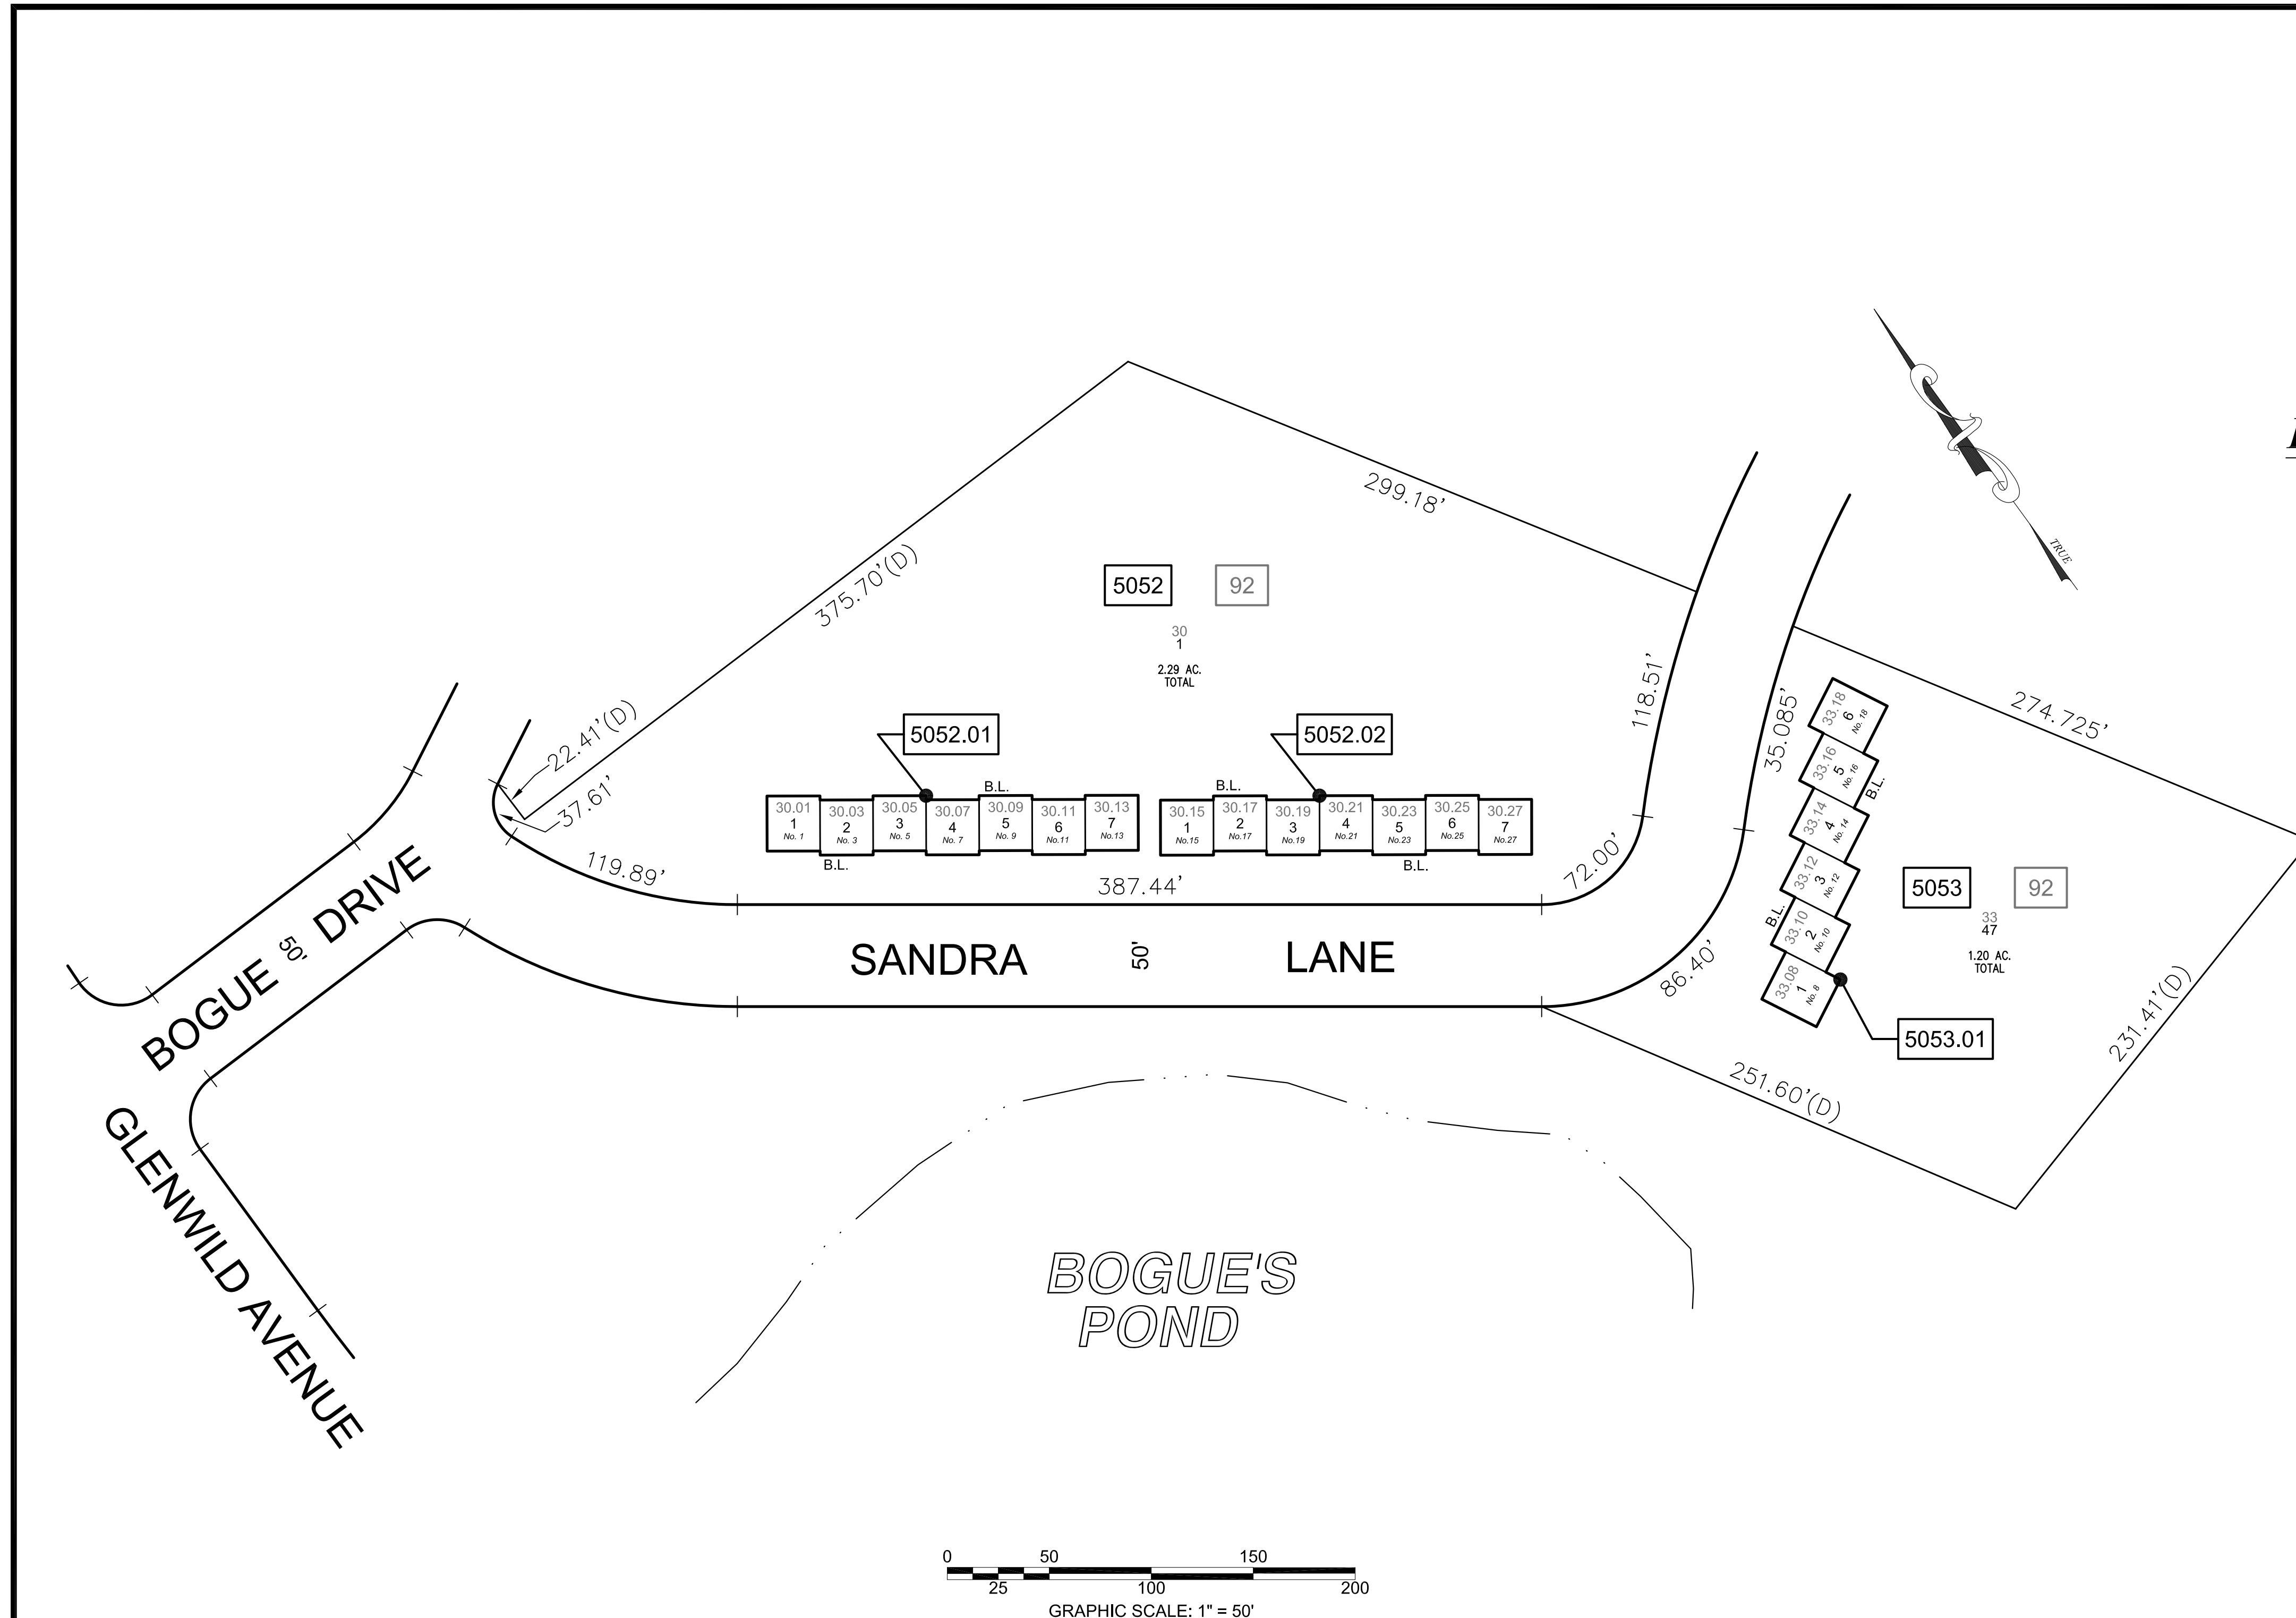 299.18'
375.70'(D)
5052
92
30
1
2.29 AC.
TOTAL
TRUE
22.41'(D)
37.61'
119.89'
5052.01
5052.02
B.L.
30.01
1
No. 1
30.03
2
No. 3
30.05
3
No. 5
30.07
4
No. 7
30.09
5
No. 9
30.11
6
No.11
30.13
7
No.13
B.L.
B.L.
30.15
1
No.15
30.17
2
No.17
30.19
3
No.19
30.21
4
No.21
30.23
5
No.23
30.25
6
No.25
30.27
7
No.27
B.L.
387.44'
72.00'
118.51'
35.085'
86.40'
274.725'
33.18
6
No. 18
33.16
5
No. 16
33.14
4
No. 14
33.12
3
No. 12
33.10
2
No. 10
33.08
1
No. 8
B.L.
B.L.
5053
92
33
47
1.20 AC.
TOTAL
5053.01
231.41'(D)
251.60'(D)
BOGUE 50' DRIVE
SANDRA 50' LANE
GLENWILD AVENUE
BOGUE'S
POND
0 50 150
25 100 200
GRAPHIC SCALE: 1" = 50'